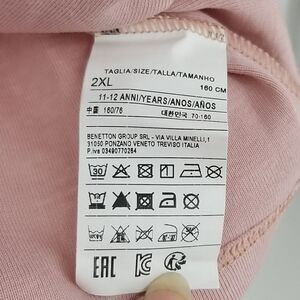 TAGLIA/SIZE/TALLA/TAMANHO
2XL 160 CM
11-12 ANNI/YEARS/ANOS/AÑOS
中国 160/76 대한민국 70-160
BENETTON GROUP SRL - VIA VILLA MINELLI,1
31050 PONZANO VENETO TREVISO ITALIA
P.iva 03490770264
30
EAC